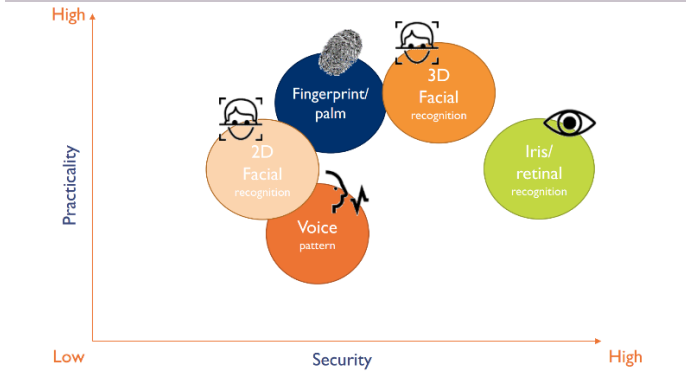 High
3D
Facial
recognition
Fingerprint/
palm
2D
Facial
recognition
Iris/
retinal
recognition
Practicality
Voice
pattern
Low
Security
High